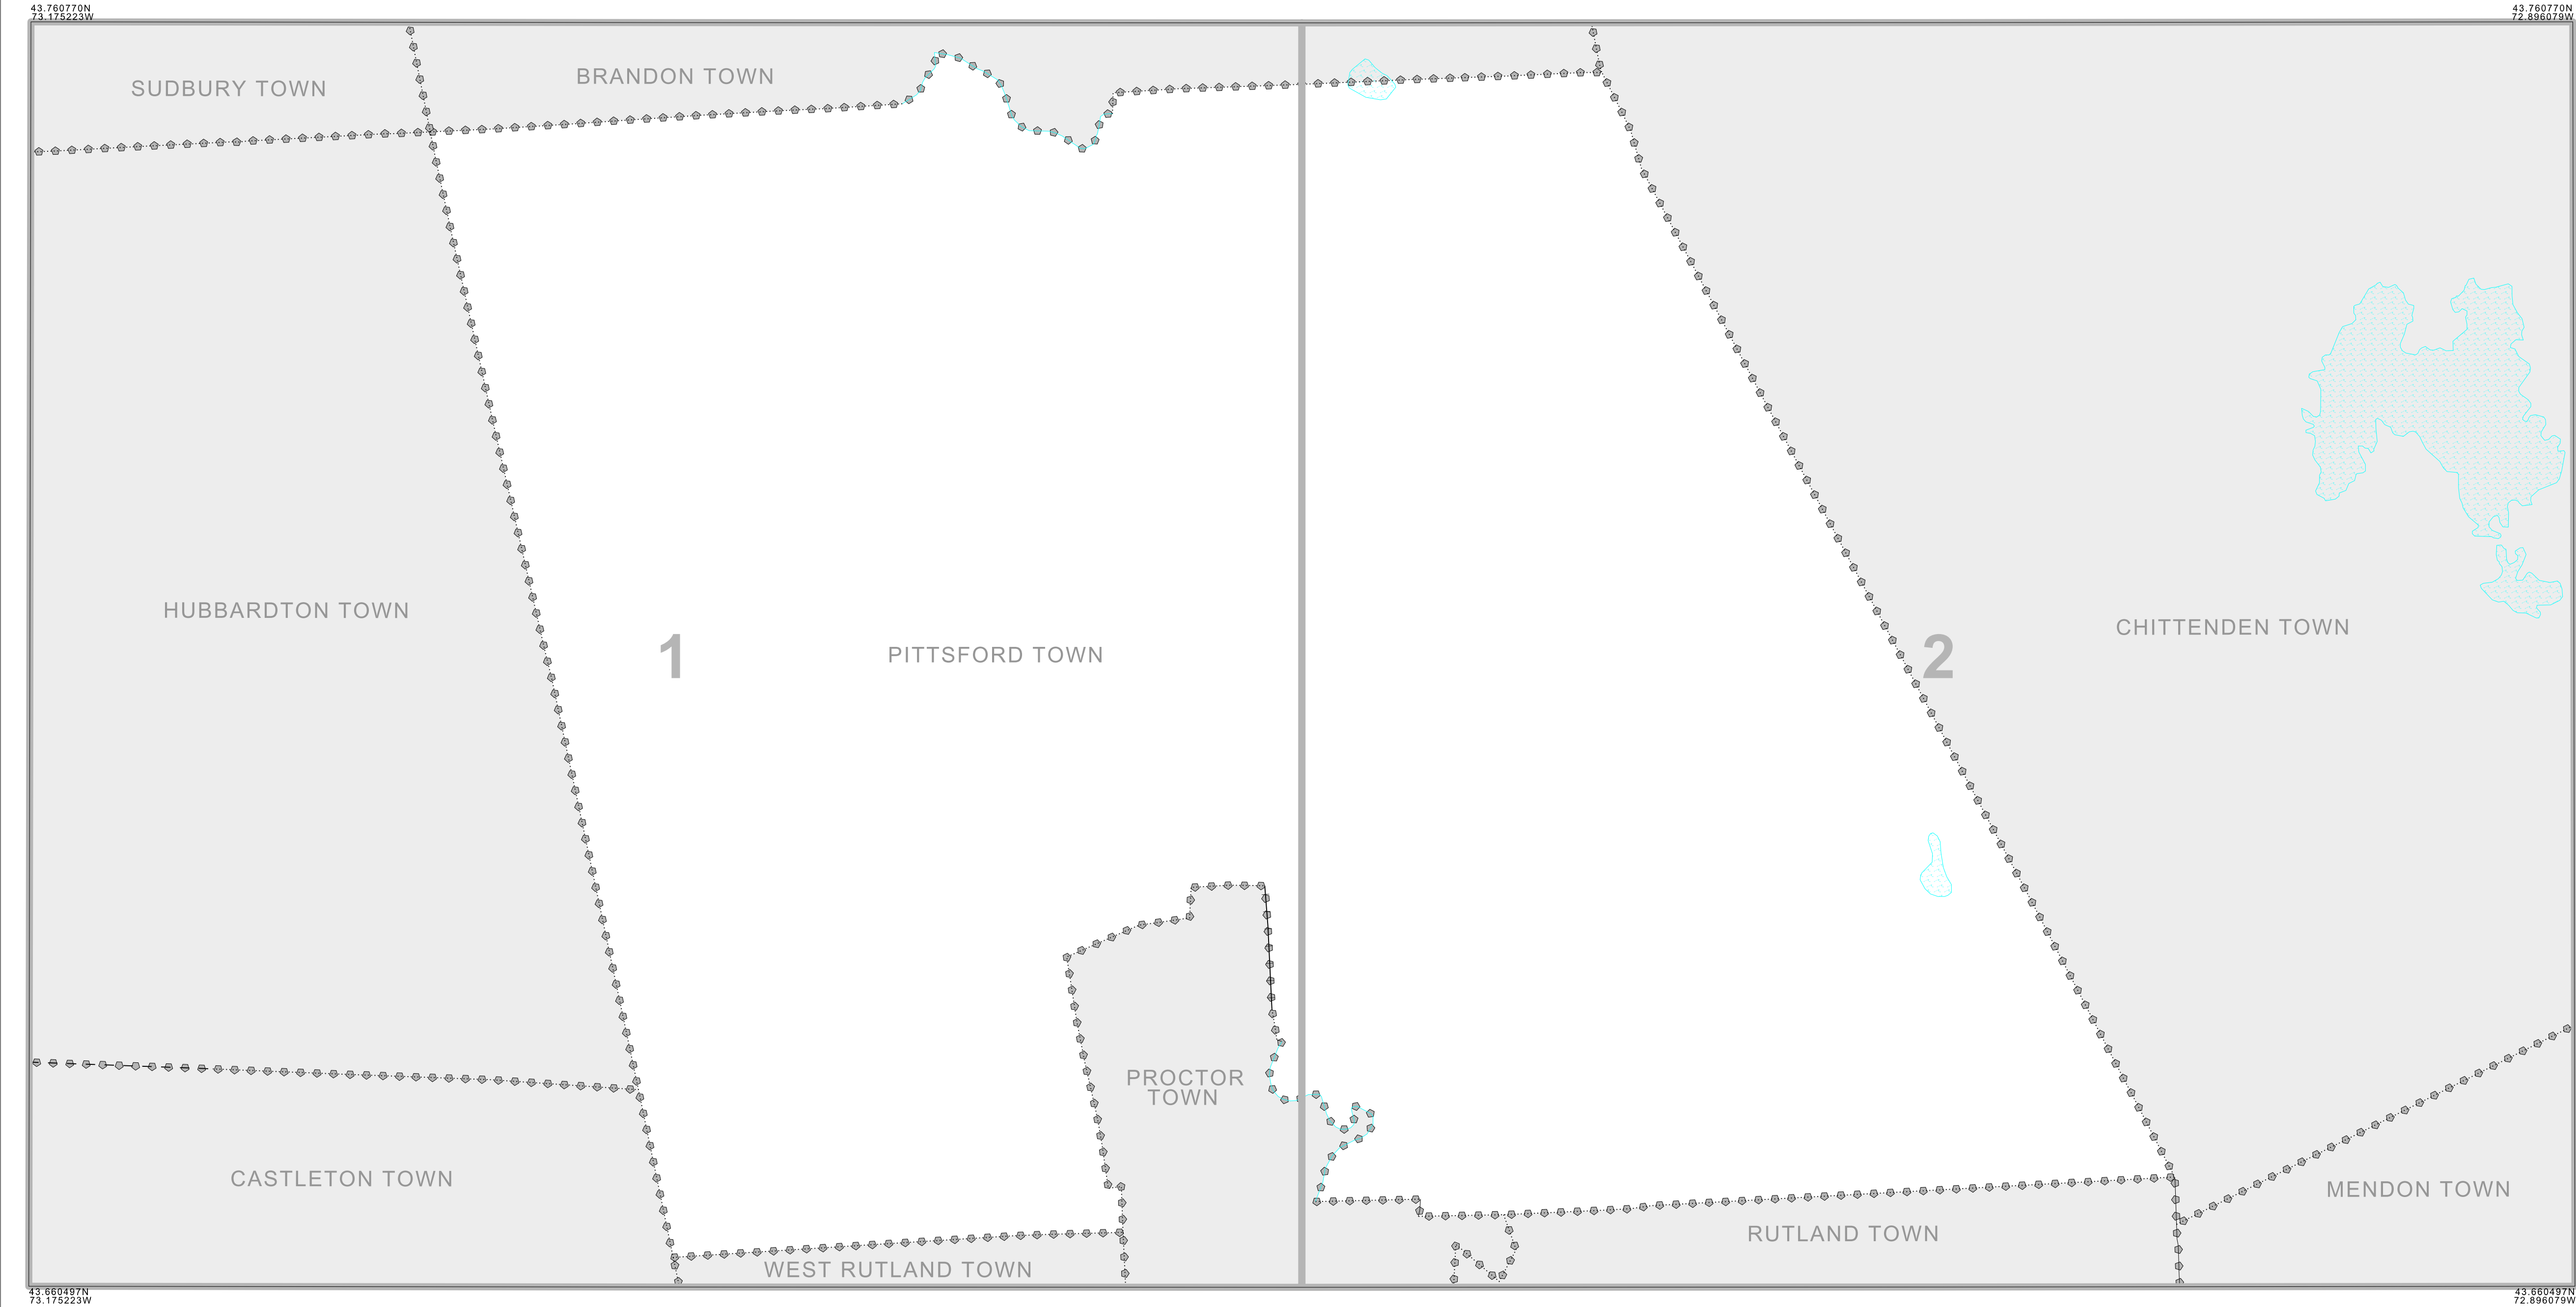 43.760770N
73.175223W
43.760770N
72.896079W
BRANDON TOWN
SUDBURY TOWN
HUBBARDTON TOWN
CHITTENDEN TOWN
1
PITTSFORD TOWN
2
PROCTOR
TOWN
CASTLETON TOWN
MENDON TOWN
RUTLAND TOWN
WEST RUTLAND TOWN
43.660497N
73.175223W
43.660497N
72.896079W